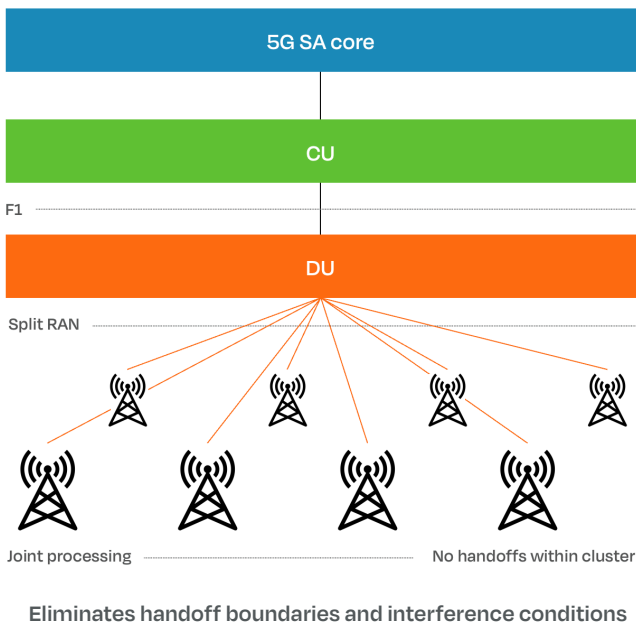 5G SA core
CU
F1
DU
Split RAN
Joint processing
No handoffs within cluster
Eliminates handoff boundaries and interference conditions